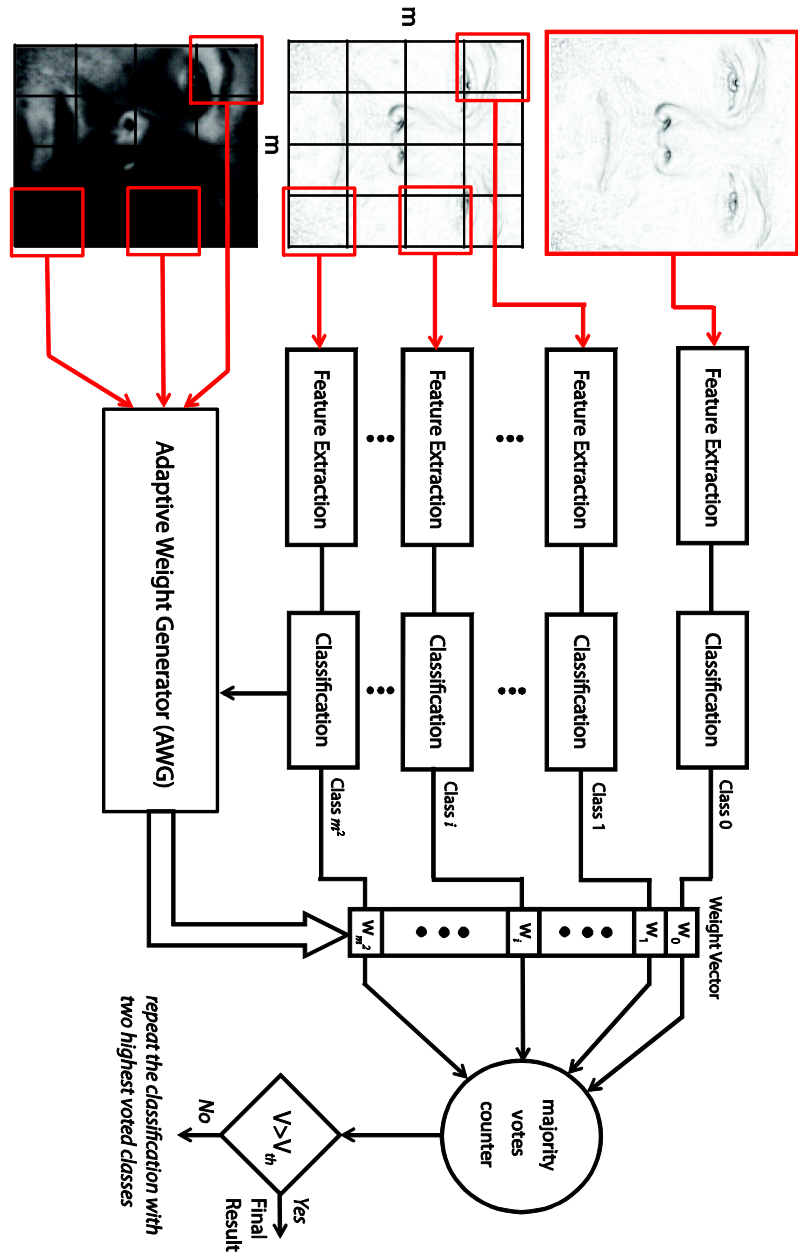 m
m
Feature Extraction
Classification
Class 0
Feature Extraction
Classification
Class 1
Feature Extraction
Classification
Class i
Feature Extraction
Classification
Class m²
Adaptive Weight Generator (AWG)
Weight Vector
W₀
W₁
Wᵢ
Wₘ²
majority
votes
counter
V>Vₜₕ
Yes
Final
Result
No
repeat the classification with
two highest voted classes